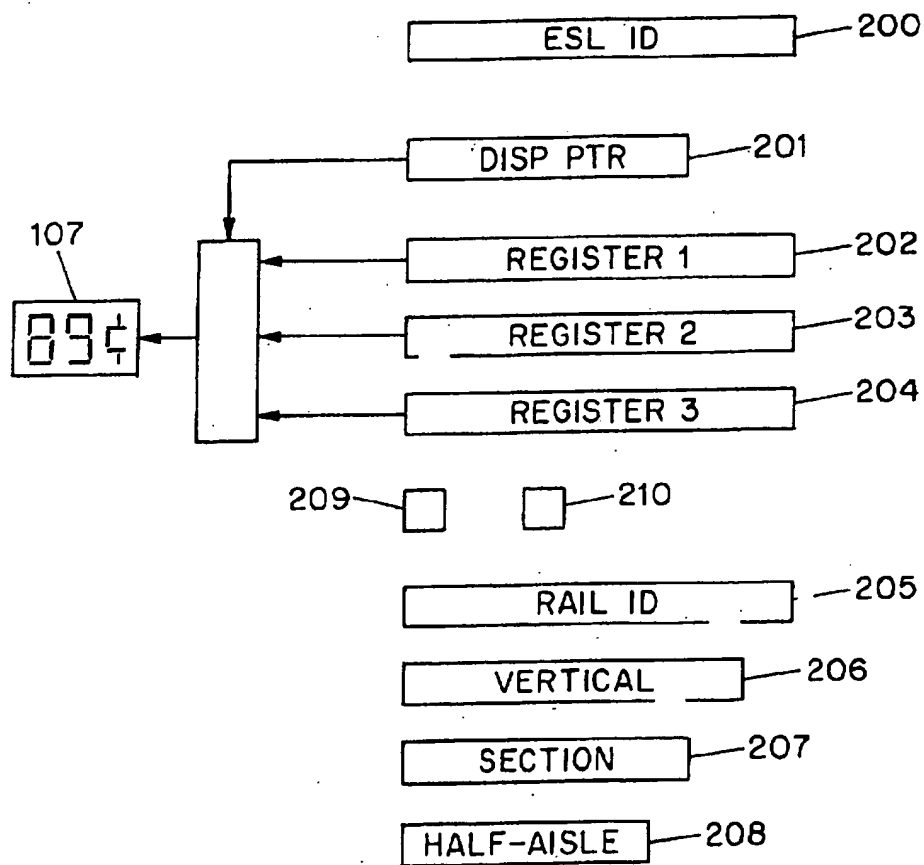 ESL ID 200
DISP PTR 201
107
REGISTER 1 202
83¢
REGISTER 2 203
REGISTER 3 204
209 210
RAIL ID 205
VERTICAL 206
SECTION 207
HALF-AISLE 208